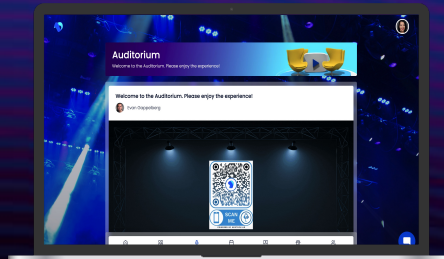 Auditorium
Welcome to the Auditorium. Please enjoy the experience!
Welcome to the Auditorium. Please enjoy the experience!
Evan Gappelberg
SCAN
ME